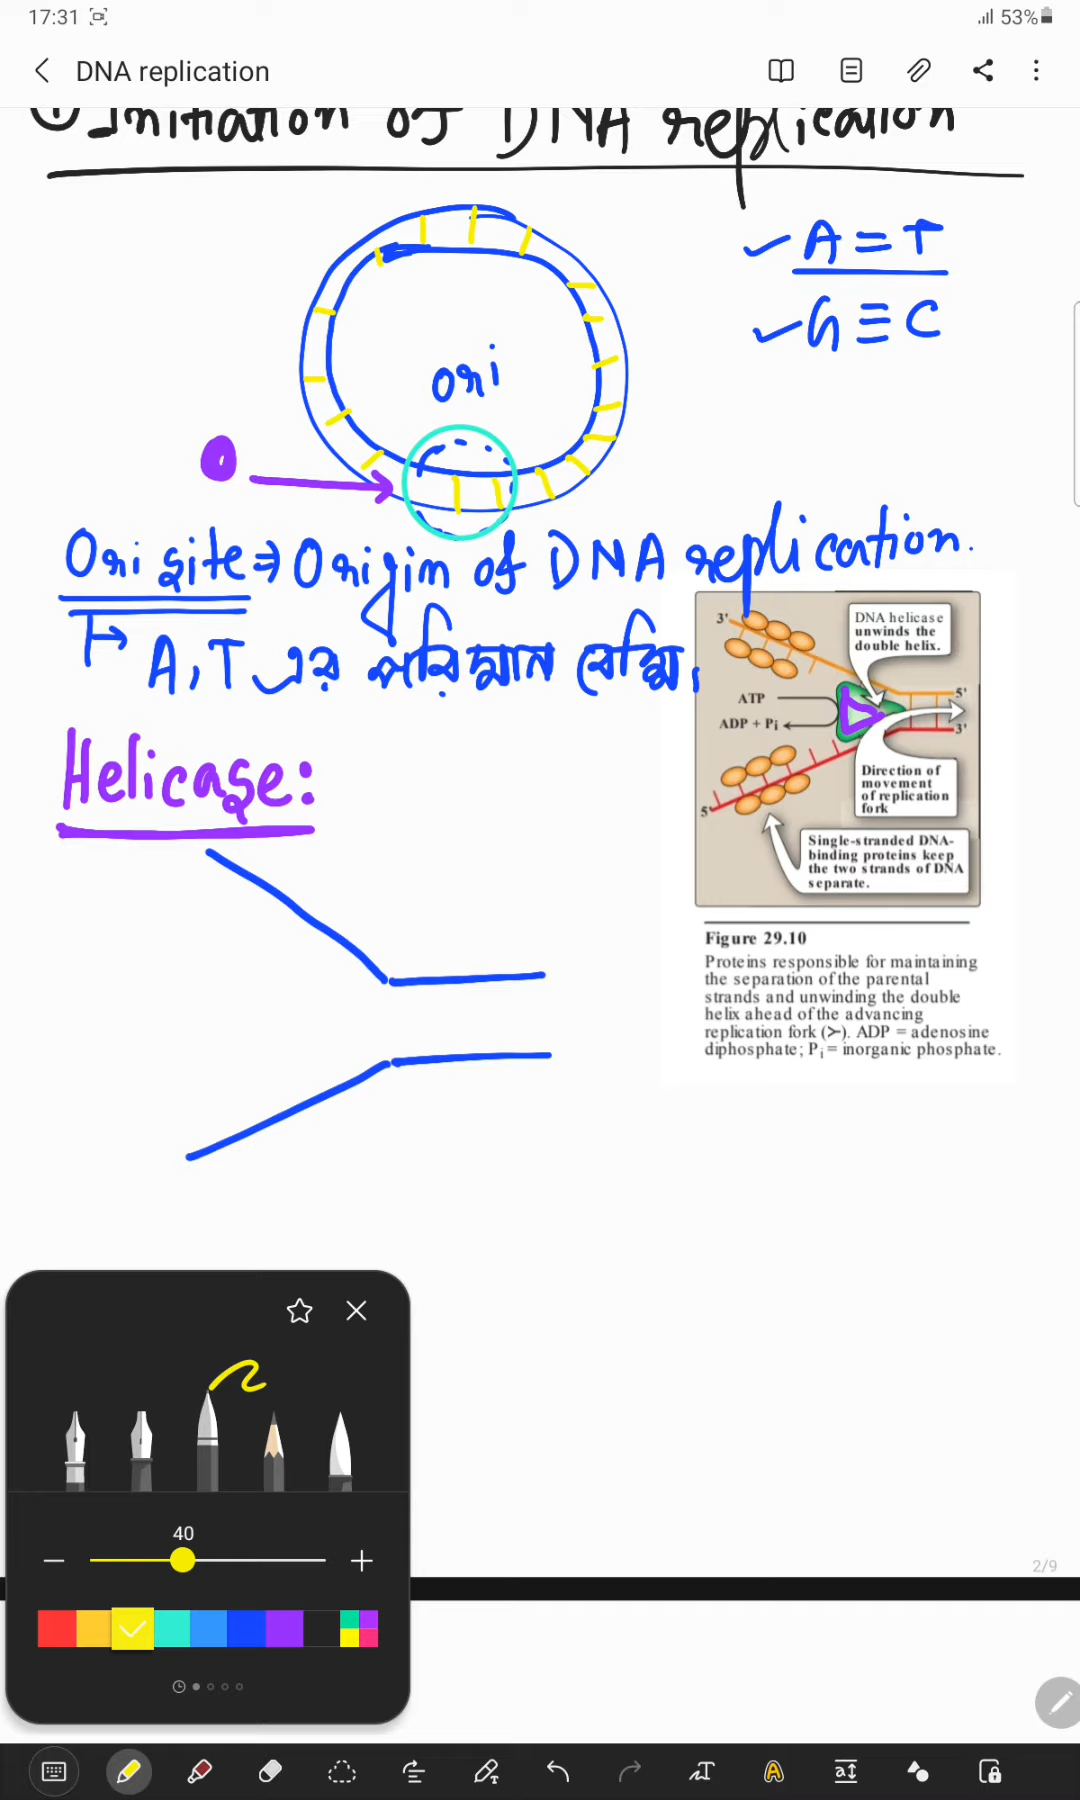 17:31
53%
DNA replication
① Initiation of DNA replication
A = T
G ≡ C
ori
Ori site ⇒ Origin of DNA replication.
A, T এর পরিমান বেশি।
Helicase:
3'
DNA helicase
unwinds the
double helix.
ATP
ADP + Pi
5'
3'
Direction of
movement
of replication
fork
5'
Single-stranded DNA-
binding proteins keep
the two strands of DNA
separate.
Figure 29.10
Proteins responsible for maintaining
the separation of the parental
strands and unwinding the double
helix ahead of the advancing
replication fork (≻). ADP = adenosine
diphosphate; Pi = inorganic phosphate.
40
2/9